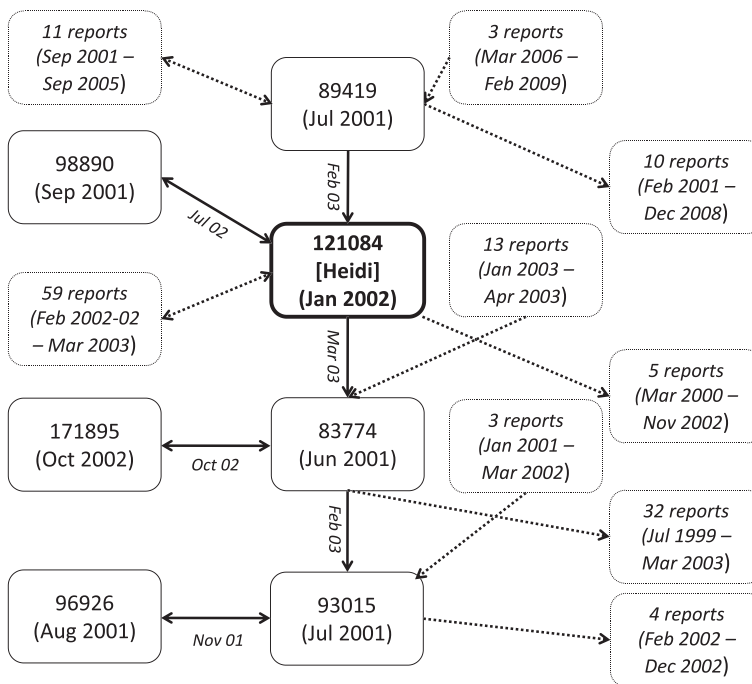 11 reports
(Sep 2001 –
Sep 2005)
3 reports
(Mar 2006 –
Feb 2009)
89419
(Jul 2001)
98890
(Sep 2001)
Feb 03
10 reports
(Feb 2001 –
Dec 2008)
Jul 02
121084
[Heidi]
(Jan 2002)
13 reports
(Jan 2003 –
Apr 2003)
59 reports
(Feb 2002-02
– Mar 2003)
Mar 03
5 reports
(Mar 2000 –
Nov 2002)
171895
(Oct 2002)
Oct 02
83774
(Jun 2001)
3 reports
(Jan 2001 –
Mar 2002)
Feb 03
32 reports
(Jul 1999 –
Mar 2003)
96926
(Aug 2001)
Nov 01
93015
(Jul 2001)
4 reports
(Feb 2002 –
Dec 2002)